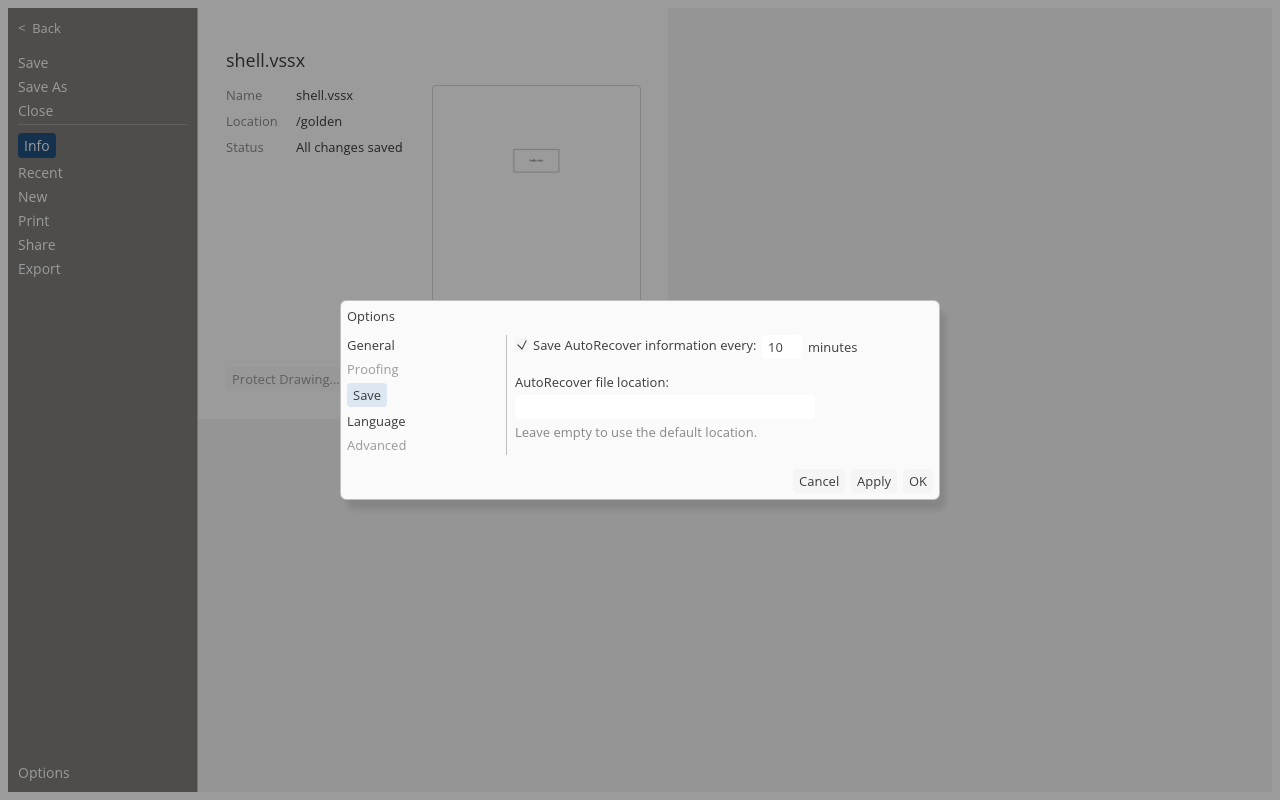 < Back
Save
Save As
Close
Info
Recent
New
Print
Share
Export
Options
shell.vssx
Name shell.vssx
Location /golden
Status All changes saved
Protect Drawing...
Options
General
Proofing
Save
Language
Advanced
Save AutoRecover information every: 10 minutes
AutoRecover file location:
Leave empty to use the default location.
Cancel Apply OK